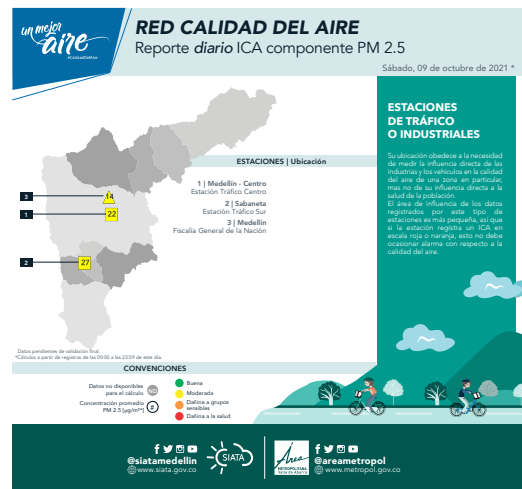 un mejor
aire
#CalidadDelAire
RED CALIDAD DEL AIRE
Reporte diario ICA componente PM 2.5
Sábado, 09 de octubre de 2021 *
ESTACIONES | Ubicación
1 | Medellín - Centro
Estación Tráfico Centro
2 | Sabaneta
Estación Tráfico Sur
3 | Medellín
Fiscalía General de la Nación
3
14
1
22
2
27
ESTACIONES
DE TRÁFICO
O INDUSTRIALES
Su ubicación obedece a la necesidad
de medir la influencia directa de las
industrias y los vehículos en la calidad
del aire de una zona en particular,
mas no de su influencia directa a la
salud de la población.
El área de influencia de los datos
registrados por este tipo de
estaciones es más pequeña, así que
si la estación registra un ICA en
escala roja o naranja, esto no debe
ocasionar alarma con respecto a la
calidad del aire.
Datos pendientes de validación final.
*Cálculos a partir de registros de las 00:00 a las 23:59 de este día.
CONVENCIONES
Datos no disponibles
para el cálculo
ND
Concentración promedio
PM 2.5 [µg/m³*]
#
Buena
Moderada
Dañina a grupos
sensibles
Dañina a la salud
@siatamedellin
www.siata.gov.co
SIATA
Área
METROPOLITANA
Valle de Aburrá
@areametropol
www.metropol.gov.co